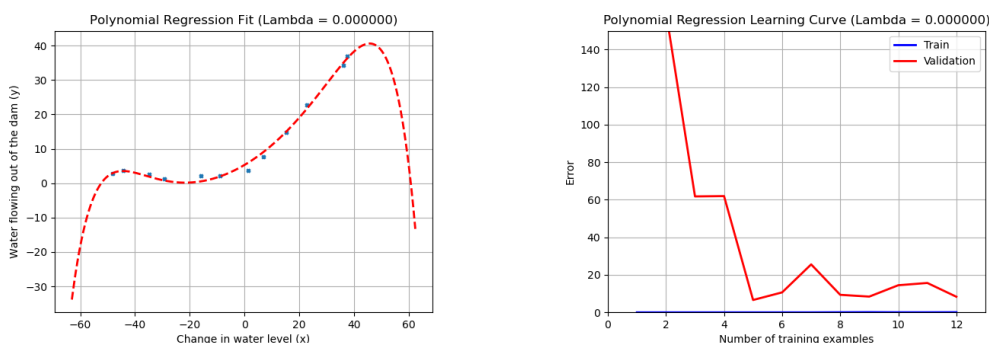 Polynomial Regression Fit (Lambda = 0.000000)
Water flowing out of the dam (y)
40
30
20
10
0
−10
−20
−30
−60 −40 −20 0 20 40 60
Change in water level (x)
Polynomial Regression Learning Curve (Lambda = 0.000000)
Train
Validation
Error
140
120
100
80
60
40
20
0
0 2 4 6 8 10 12
Number of training examples